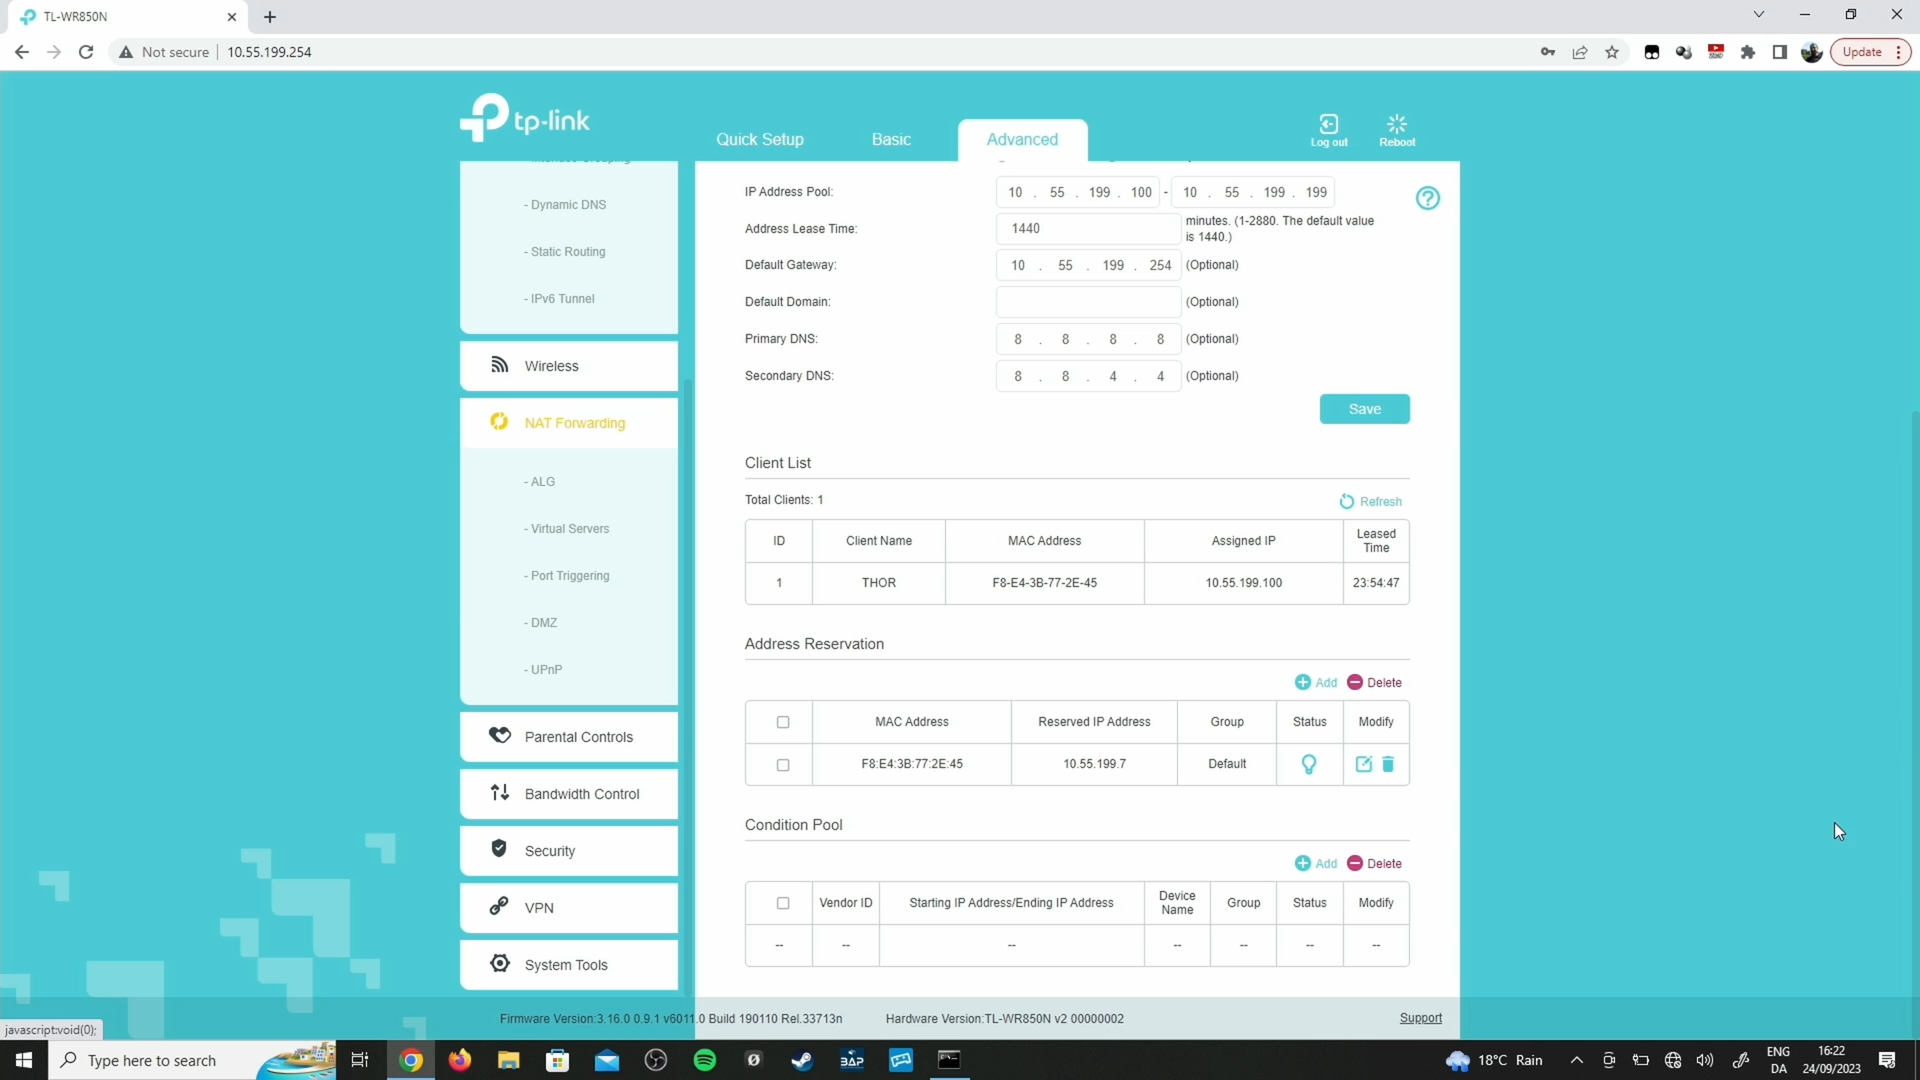 TL-WR850N
Not secure
10.55.199.254
Update
tp-link
Quick Setup
Basic
Advanced
Log out
Reboot
- Dynamic DNS
- Static Routing
- IPv6 Tunnel
Wireless
NAT Forwarding
- ALG
- Virtual Servers
- Port Triggering
- DMZ
- UPnP
Parental Controls
Bandwidth Control
Security
VPN
System Tools
IP Address Pool: 10 . 55 . 199 . 100 - 10 . 55 . 199 . 199
Address Lease Time: 1440 minutes. (1-2880. The default value
is 1440.)
Default Gateway: 10 . 55 . 199 . 254 (Optional)
Default Domain: (Optional)
Primary DNS: 8 . 8 . 8 . 8 (Optional)
Secondary DNS: 8 . 8 . 4 . 4 (Optional)
Save
Client List
Total Clients: 1
Refresh
ID Client Name MAC Address Assigned IP Leased
Time
1 THOR F8-E4-3B-77-2E-45 10.55.199.100 23:54:47
Address Reservation
Add Delete
MAC Address Reserved IP Address Group Status Modify
F8:E4:3B:77:2E:45 10.55.199.7 Default
Condition Pool
Add Delete
Vendor ID Starting IP Address/Ending IP Address Device
Name Group Status Modify
-- -- -- -- -- -- --
Firmware Version:3.16.0 0.9.1 v6011.0 Build 190110 Rel.33713n Hardware Version:TL-WR850N v2 00000002 Support
javascript:void(0);
Type here to search
BAP
18°C Rain
ENG
DA
16:22
24/09/2023